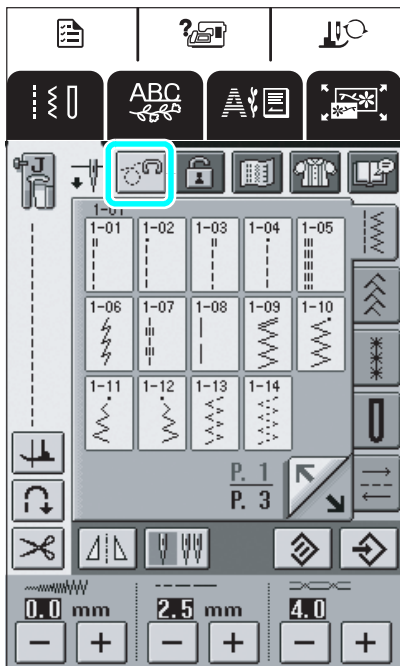 ?
ABC
A
J
1-01
1-01 1-02 1-03 1-04 1-05
1-06 1-07 1-08 1-09 1-10
1-11 1-12 1-13 1-14
P. 1
P. 3
0.0 mm 2.5 mm 4.0
- + - + - +